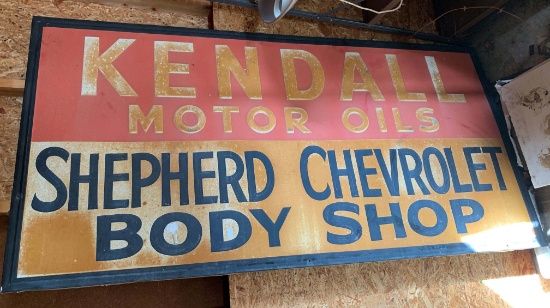 KENDALL
MOTOR OILS
SHEPHERD CHEVROLET
BODY SHOP